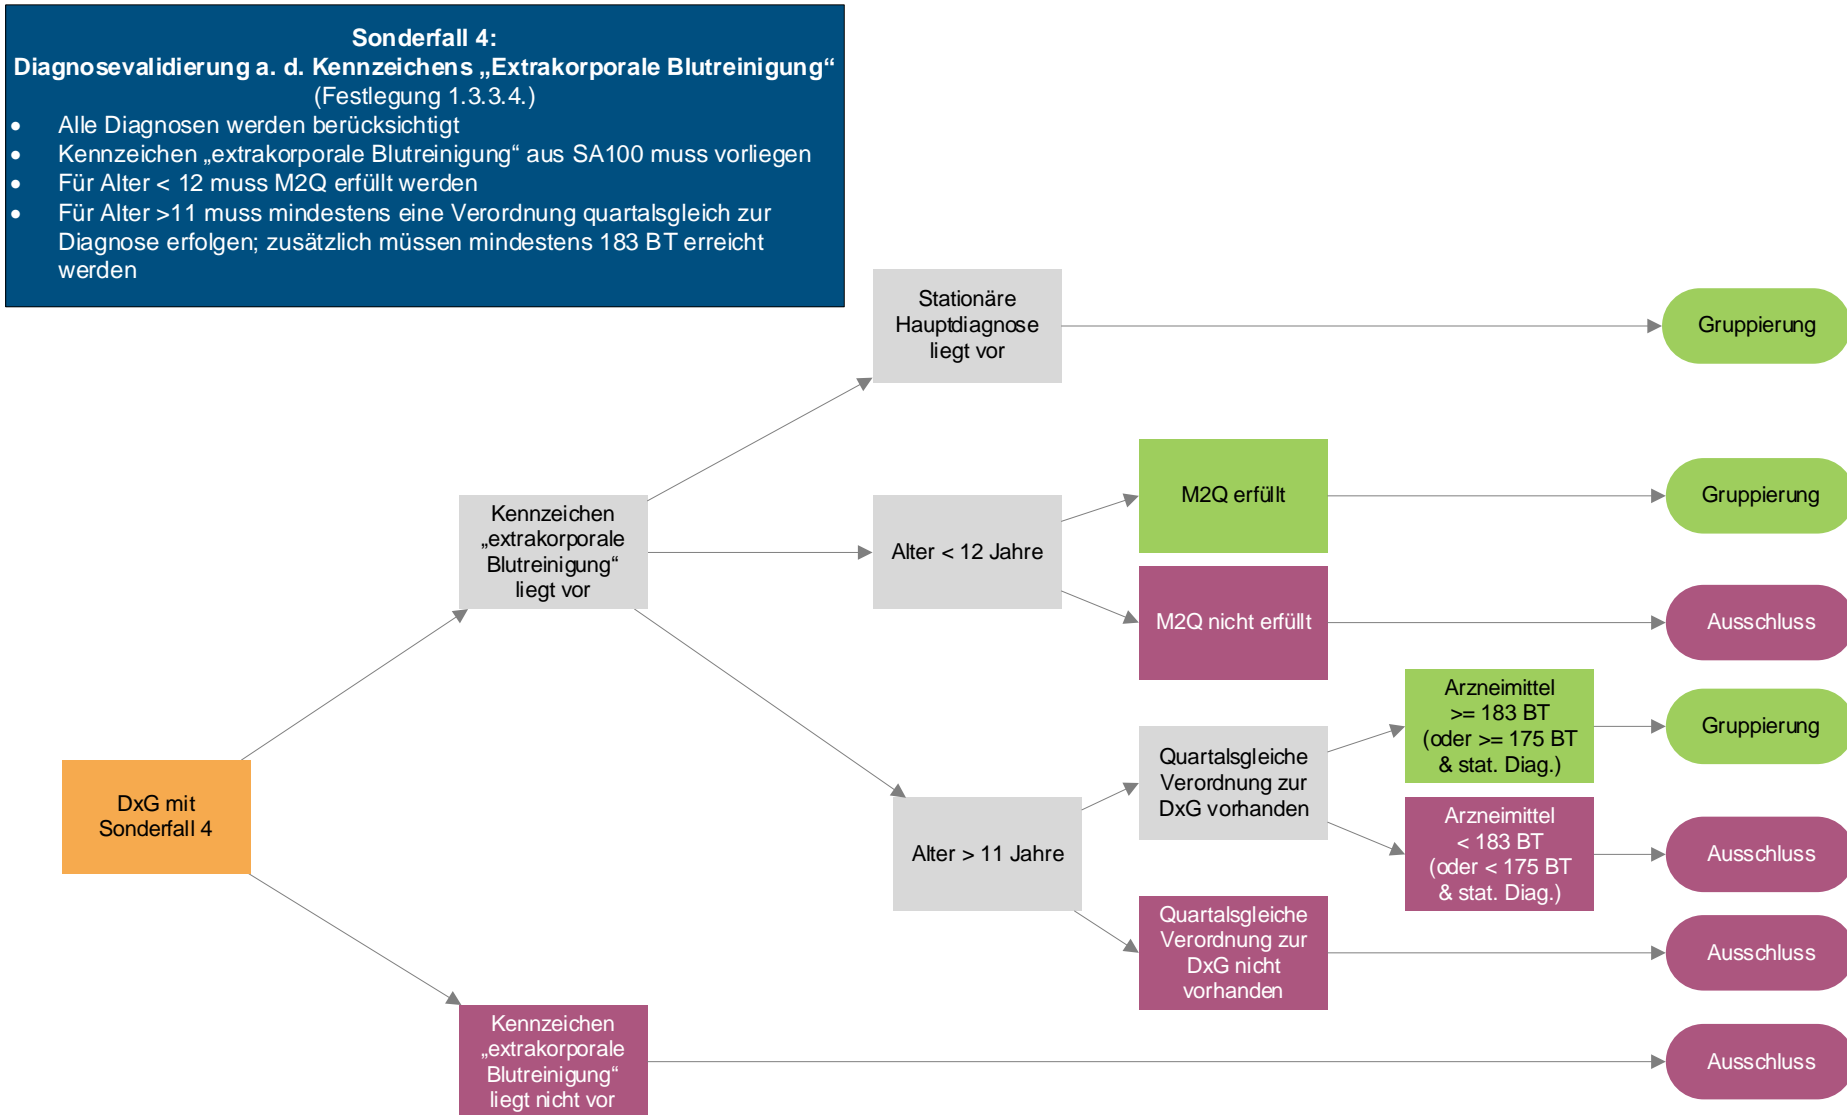 Sonderfall 4:
Diagnosevalidierung a. d. Kennzeichens „Extrakorporale Blutreinigung“
(Festlegung 1.3.3.4.)
• Alle Diagnosen werden berücksichtigt
• Kennzeichen „extrakorporale Blutreinigung“ aus SA100 muss vorliegen
• Für Alter < 12 muss M2Q erfüllt werden
• Für Alter >11 muss mindestens eine Verordnung quartalsgleich zur
Diagnose erfolgen; zusätzlich müssen mindestens 183 BT erreicht
werden
Stationäre
Hauptdiagnose
liegt vor
Gruppierung
Kennzeichen
„extrakorporale
Blutreinigung“
liegt vor
Alter < 12 Jahre
M2Q erfüllt
Gruppierung
M2Q nicht erfüllt
Ausschluss
DxG mit
Sonderfall 4
Alter > 11 Jahre
Quartalsgleiche
Verordnung zur
DxG vorhanden
Arzneimittel
>= 183 BT
(oder >= 175 BT
& stat. Diag.)
Gruppierung
Arzneimittel
< 183 BT
(oder < 175 BT
& stat. Diag.)
Ausschluss
Quartalsgleiche
Verordnung zur
DxG nicht
vorhanden
Ausschluss
Kennzeichen
„extrakorporale
Blutreinigung“
liegt nicht vor
Ausschluss